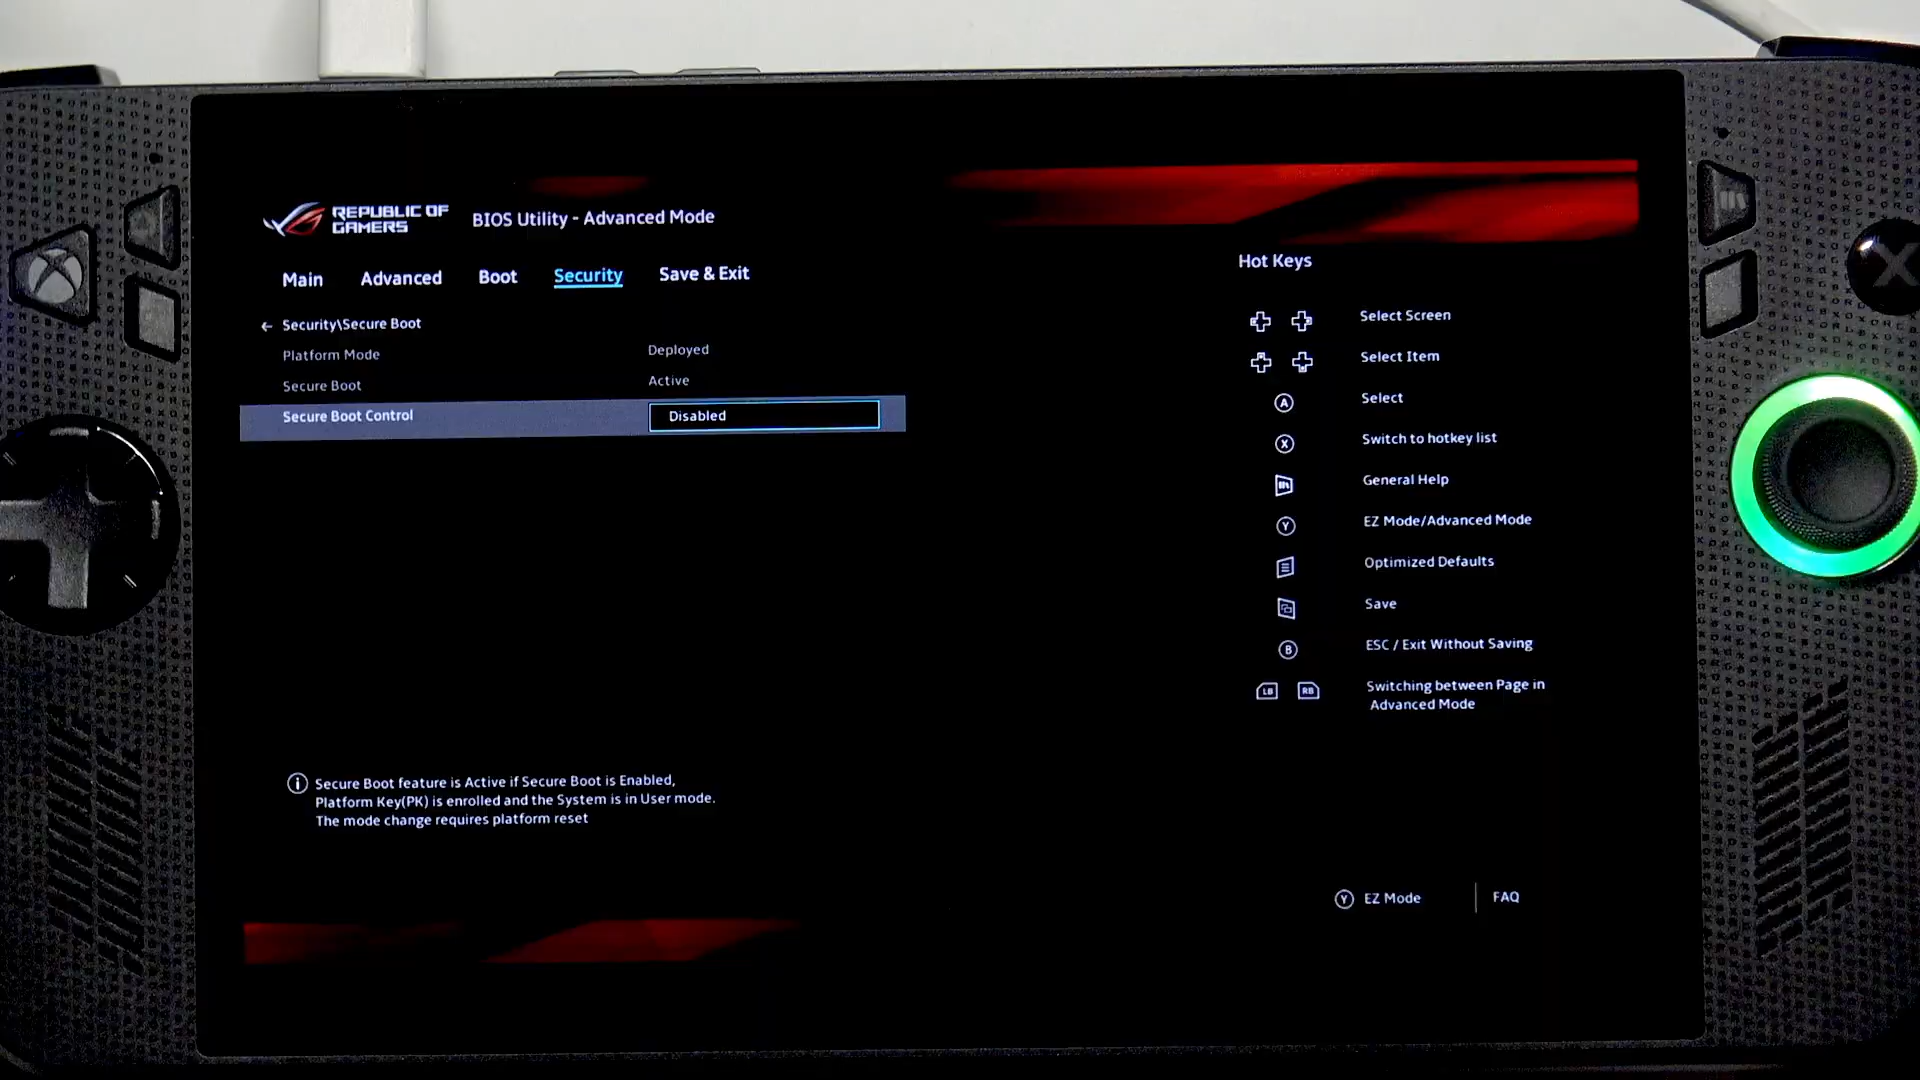 REPUBLIC OF
GAMERS
BIOS Utility - Advanced Mode
Main Advanced Boot Security Save & Exit
Security\Secure Boot
Platform Mode Deployed
Secure Boot Active
Secure Boot Control Disabled
Secure Boot feature is Active if Secure Boot is Enabled,
Platform Key(PK) is enrolled and the System is in User mode.
The mode change requires platform reset
Hot Keys
Select Screen
Select Item
A Select
X Switch to hotkey list
General Help
Y EZ Mode/Advanced Mode
Optimized Defaults
Save
B ESC / Exit Without Saving
LB RB Switching between Page in
Advanced Mode
Y EZ Mode FAQ
X